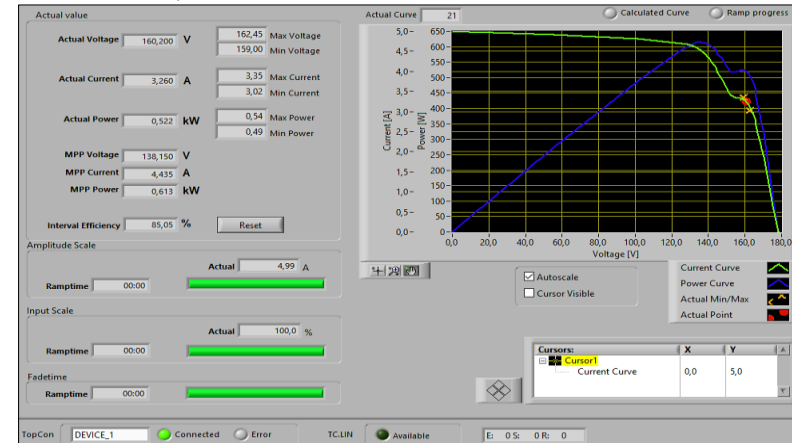 Actual value
Actual Voltage 160,200 V 162,45 Max Voltage
159,00 Min Voltage
Actual Current 3,260 A 3,35 Max Current
3,02 Min Current
Actual Power 0,522 kW 0,54 Max Power
0,49 Min Power
MPP Voltage 138,150 V
MPP Current 4,435 A
MPP Power 0,613 kW
Interval Efficiency 85,05 % Reset
Amplitude Scale
Actual 4,99 A
Ramptime 00:00
Input Scale
Actual 100,0 %
Ramptime 00:00
Fadetime
Ramptime 00:00
Actual Curve 21 Calculated Curve Ramp progress
5,0- 650-
600-
4,5- 550-
4,0- 500-
3,5- 450-
400-
3,0- 350-
2,5- 300-
2,0- 250-
1,5- 200-
150-
1,0- 100-
0,5- 50-
0,0- 0-
Current [A]
Power [W]
0,0 20,0 40,0 60,0 80,0 100,0 120,0 140,0 160,0 180,0
Voltage [V]
Autoscale
Cursor Visible
Current Curve
Power Curve
Actual Min/Max
Actual Point
Cursors: X Y
Cursor1
Current Curve 0,0 5,0
TopCon DEVICE_1 Connected Error TC.LIN Available E: 0 S: 0 R: 0